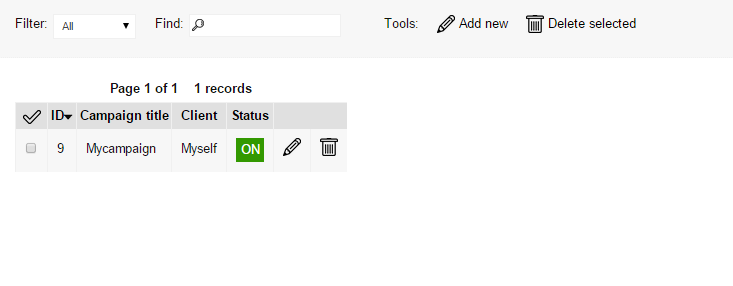 Filter: All Find: Tools: Add new Delete selected
Page 1 of 1 1 records
ID Campaign title Client Status
9 Mycampaign Myself ON